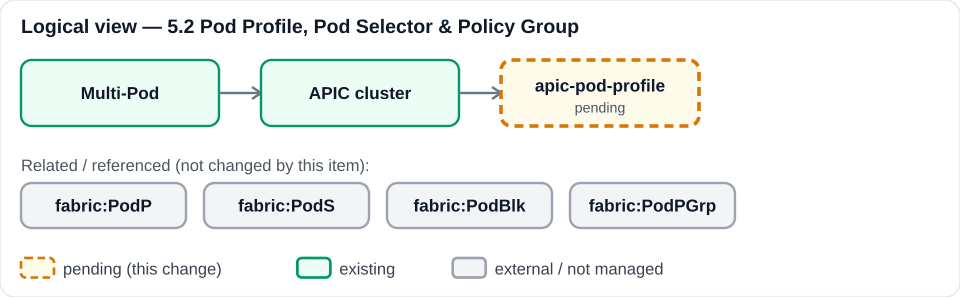 Logical view — 5.2 Pod Profile, Pod Selector & Policy Group
Multi-Pod
APIC cluster
apic-pod-profile
pending
Related / referenced (not changed by this item):
fabric:PodP
fabric:PodS
fabric:PodBlk
fabric:PodPGrp
pending (this change)
existing
external / not managed